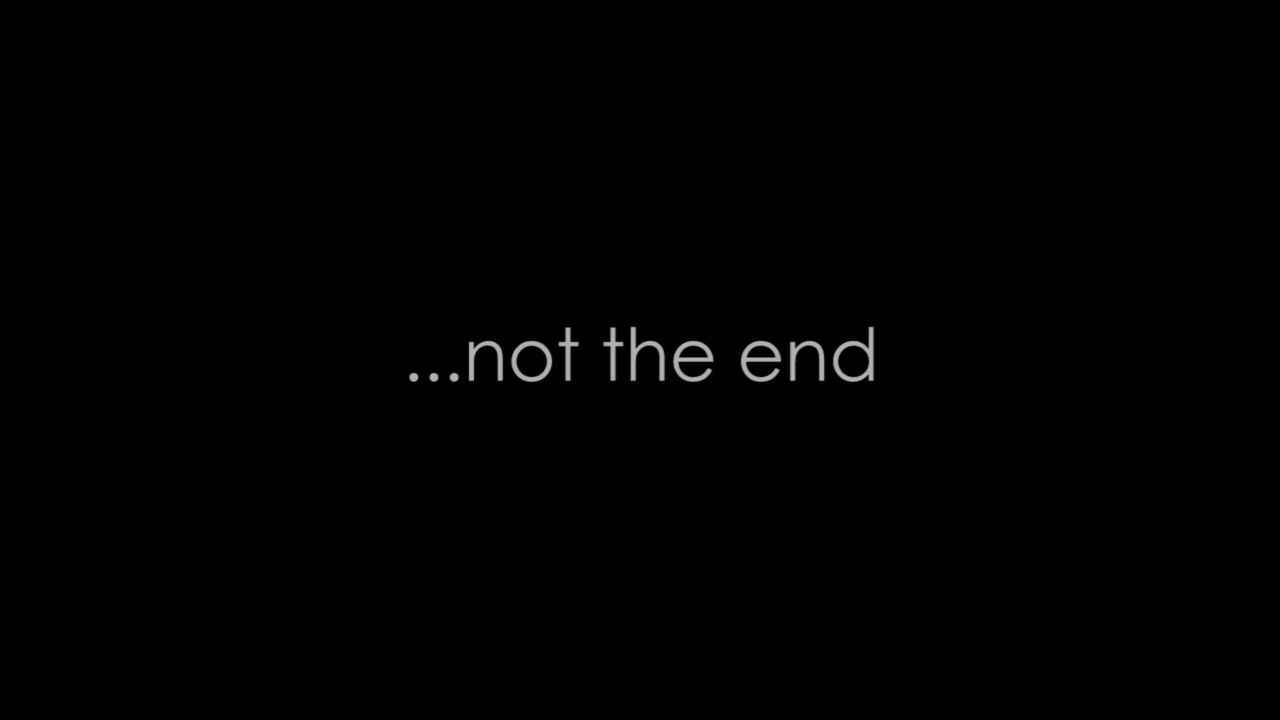 ...not the end